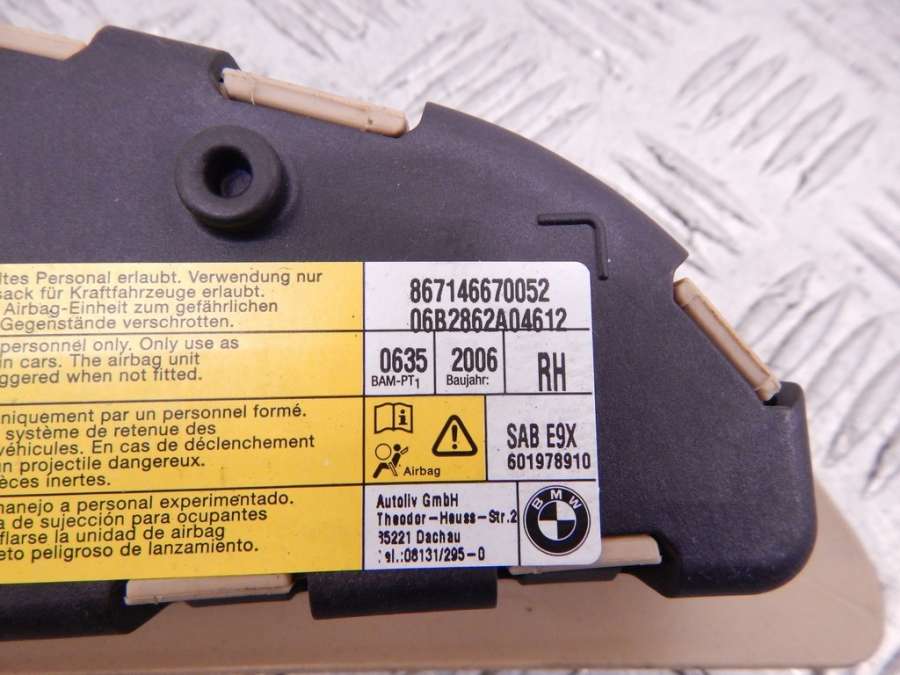 ltes Personal erlaubt. Verwendung nur
sack für Kraftfahrzeuge erlaubt.
Airbag-Einheit zum gefährlichen
Gegenstände verschrotten.
personnel only. Only use as
in cars. The airbag unit
ggered when not fitted.
niquement par un personnel formé.
système de retenue des
véhicules. En cas de déclenchement
un projectile dangereux.
èces inertes.
manejo a personal experimentado.
a de sujección para ocupantes
flarse la unidad de airbag
eto peligroso de lanzamiento.
867146670052
06B2862A04612
0635
BAM-PT1
2006
Baujahr:
RH
Airbag
SAB E9X
601978910
Autoliv GmbH
Theodor-Heuss-Str.2
85221 Dachau
el.:08131/295-0
BMW